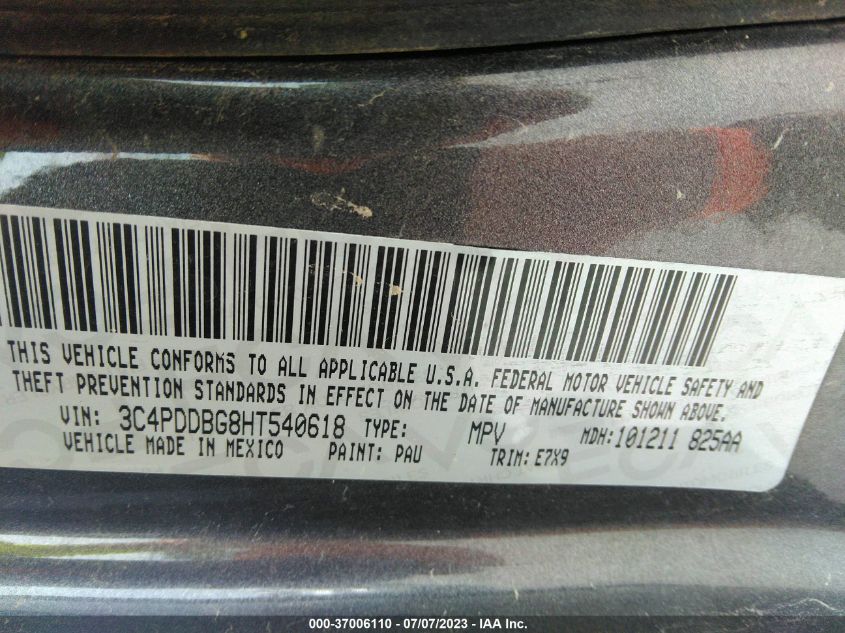 THIS VEHICLE CONFORMS TO ALL APPLICABLE U.S.A. FEDERAL MOTOR VEHICLE SAFETY AND
THEFT PREVENTION STANDARDS IN EFFECT ON THE DATE OF MANUFACTURE SHOWN ABOVE.
VIN: 3C4PDDBG8HT540618 TYPE: MPV MDH: 101211 825AA
VEHICLE MADE IN MEXICO PAINT: PAU TRIM: E7X9
000-37006110 - 07/07/2023 - IAA Inc.